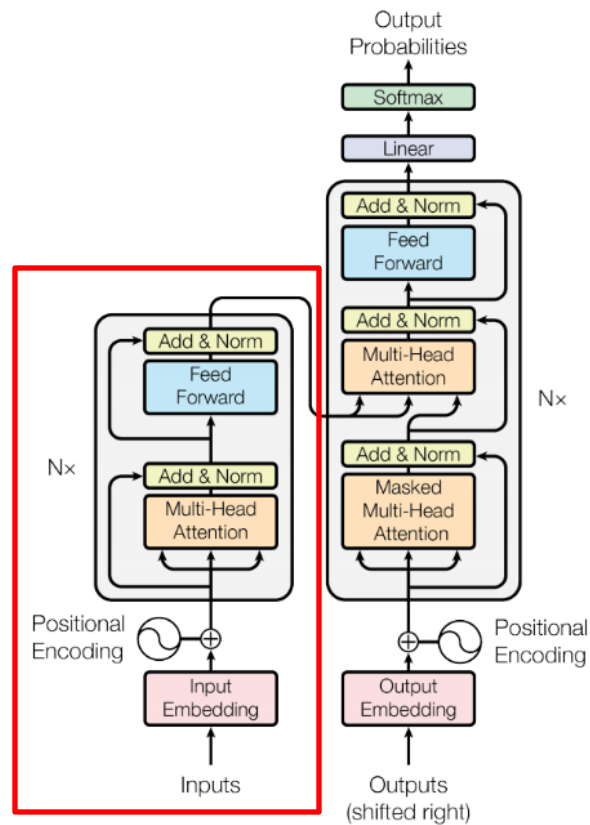 Output
Probabilities
Softmax
Linear
Add & Norm
Feed
Forward
Add & Norm
Multi-Head
Attention
Nx
Add & Norm
Masked
Multi-Head
Attention
Positional
Encoding
Output
Embedding
Outputs
(shifted right)
Add & Norm
Feed
Forward
Nx
Add & Norm
Multi-Head
Attention
Positional
Encoding
Input
Embedding
Inputs